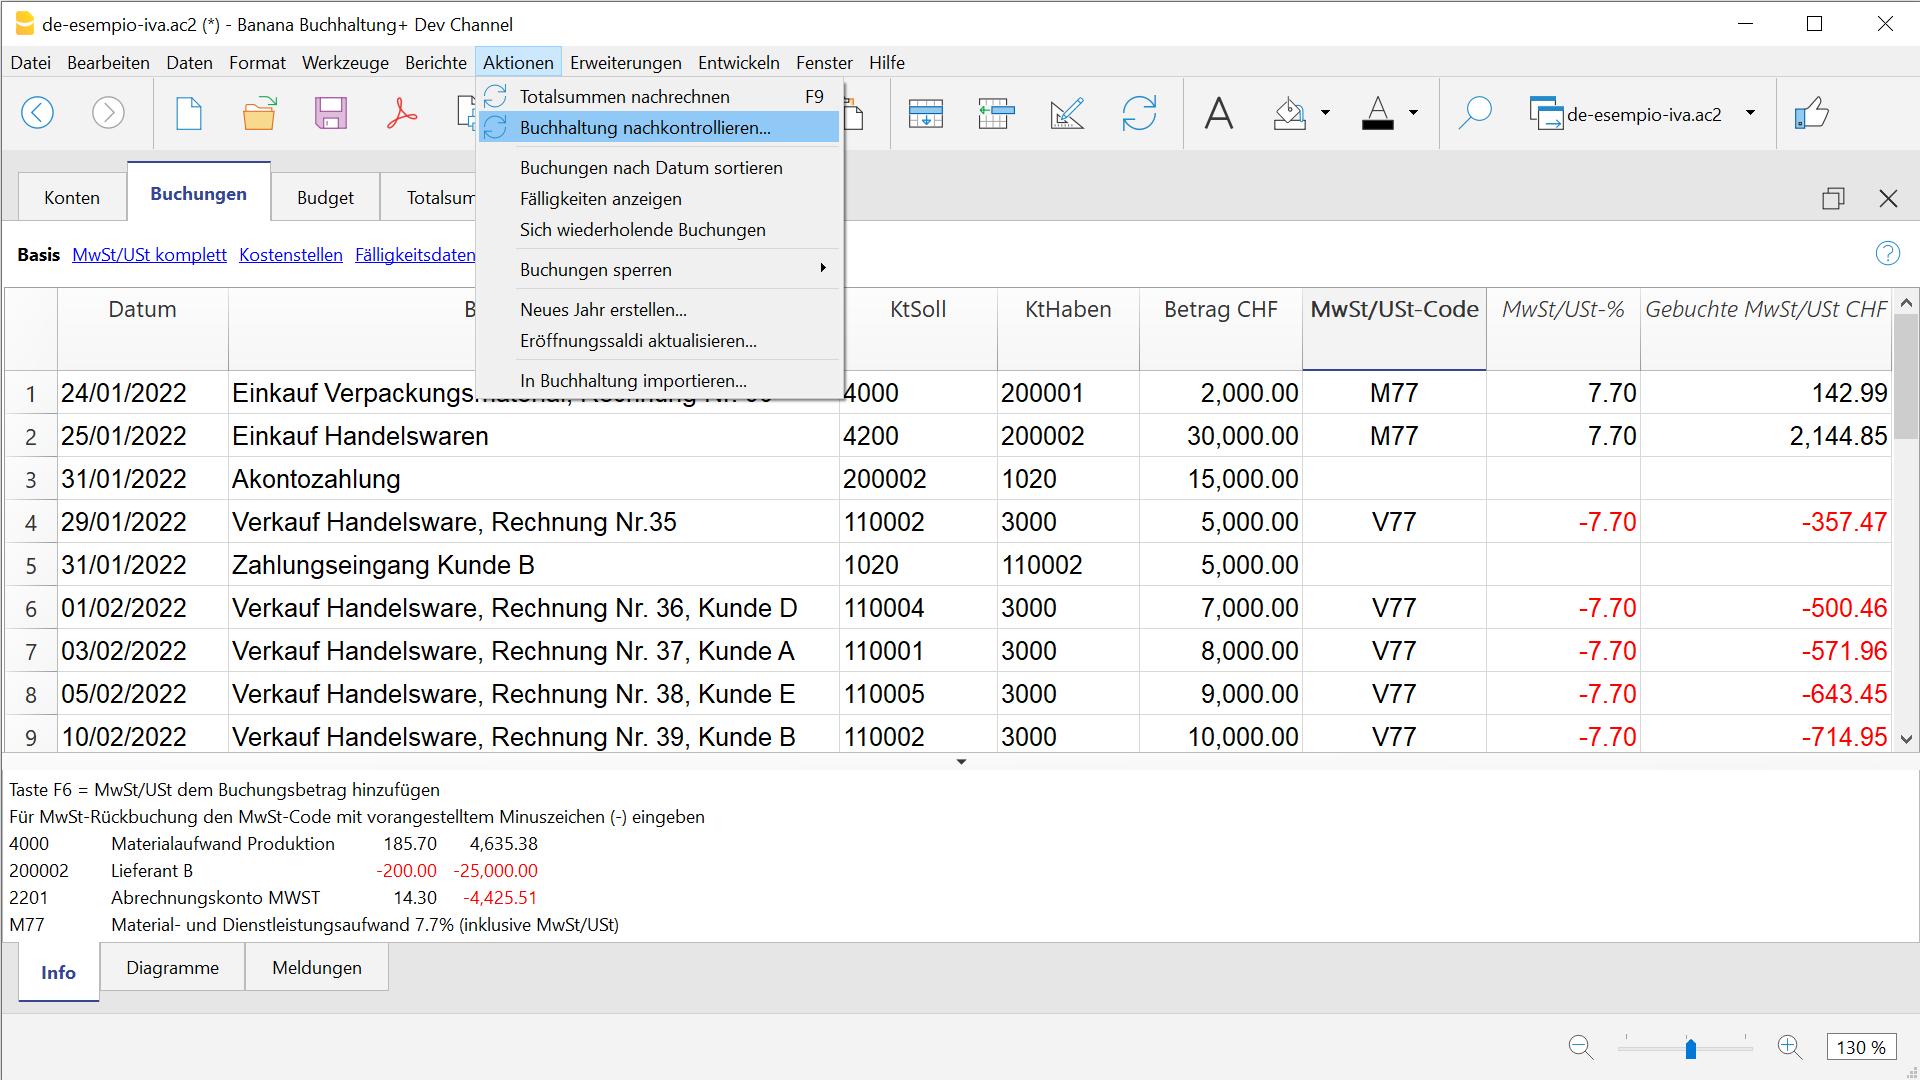 de-esempio-iva.ac2 (*) - Banana Buchhaltung+ Dev Channel
Datei Bearbeiten Daten Format Werkzeuge Berichte Aktionen Erweiterungen Entwickeln Fenster Hilfe
Totalsummen nachrechnen F9
Buchhaltung nachkontrollieren...
Buchungen nach Datum sortieren
Fälligkeiten anzeigen
Sich wiederholende Buchungen
Buchungen sperren
Neues Jahr erstellen...
Eröffnungssaldi aktualisieren...
In Buchhaltung importieren...
de-esempio-iva.ac2
Konten Buchungen Budget Totalsum
Basis MwSt/USt komplett Kostenstellen Fälligkeitsdaten
Datum B KtSoll KtHaben Betrag CHF MwSt/USt-Code MwSt/USt-% Gebuchte MwSt/USt CHF
1 24/01/2022 Einkauf Verpackungsmaterial, Rechnung Nr. 4000 200001 2,000.00 M77 7.70 142.99
2 25/01/2022 Einkauf Handelswaren 4200 200002 30,000.00 M77 7.70 2,144.85
3 31/01/2022 Akontozahlung 200002 1020 15,000.00
4 29/01/2022 Verkauf Handelsware, Rechnung Nr.35 110002 3000 5,000.00 V77 -7.70 -357.47
5 31/01/2022 Zahlungseingang Kunde B 1020 110002 5,000.00
6 01/02/2022 Verkauf Handelsware, Rechnung Nr. 36, Kunde D 110004 3000 7,000.00 V77 -7.70 -500.46
7 03/02/2022 Verkauf Handelsware, Rechnung Nr. 37, Kunde A 110001 3000 8,000.00 V77 -7.70 -571.96
8 05/02/2022 Verkauf Handelsware, Rechnung Nr. 38, Kunde E 110005 3000 9,000.00 V77 -7.70 -643.45
9 10/02/2022 Verkauf Handelsware, Rechnung Nr. 39, Kunde B 110002 3000 10,000.00 V77 -7.70 -714.95
Taste F6 = MwSt/USt dem Buchungsbetrag hinzufügen
Für MwSt-Rückbuchung den MwSt-Code mit vorangestelltem Minuszeichen (-) eingeben
4000 Materialaufwand Produktion 185.70 4,635.38
200002 Lieferant B -200.00 -25,000.00
2201 Abrechnungskonto MWST 14.30 -4,425.51
M77 Material- und Dienstleistungsaufwand 7.7% (inklusive MwSt/USt)
Info Diagramme Meldungen
130 %